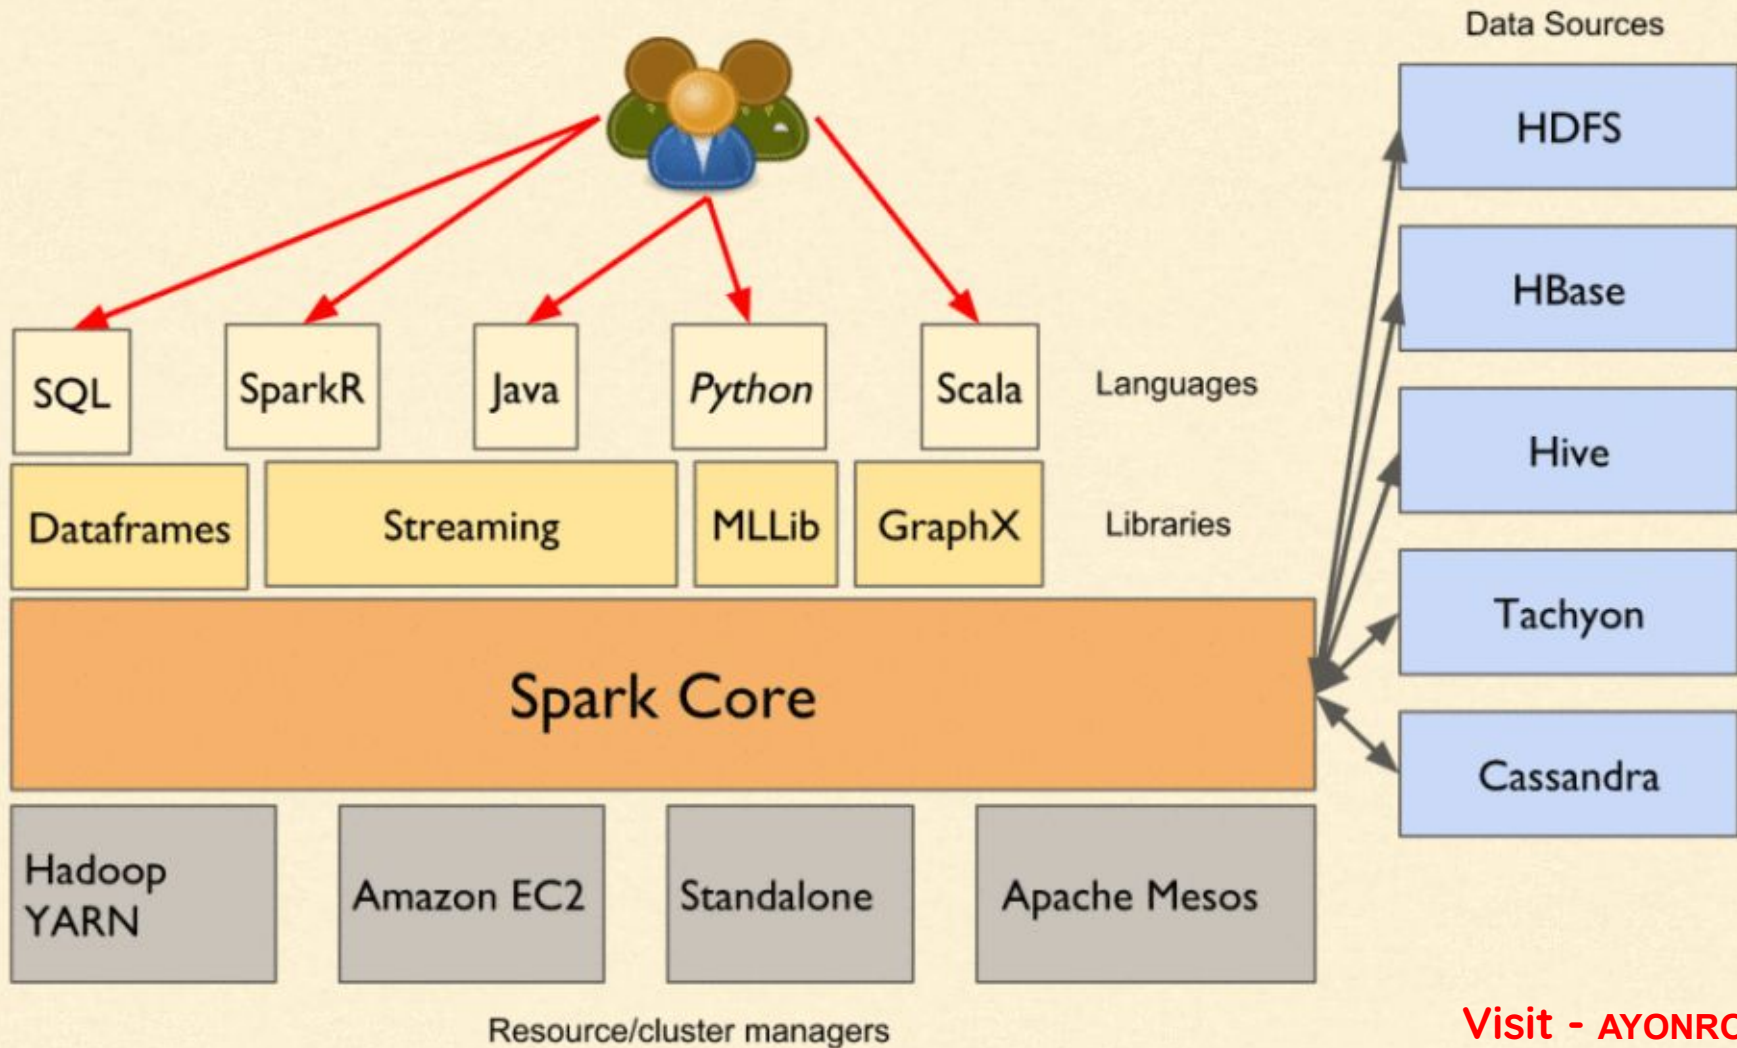 Data Sources
HDFS
HBase
Hive
Tachyon
Cassandra
SQL
SparkR
Java
Python
Scala
Languages
Dataframes
Streaming
MLLib
GraphX
Libraries
Spark Core
Hadoop
YARN
Amazon EC2
Standalone
Apache Mesos
Resource/cluster managers
Visit -